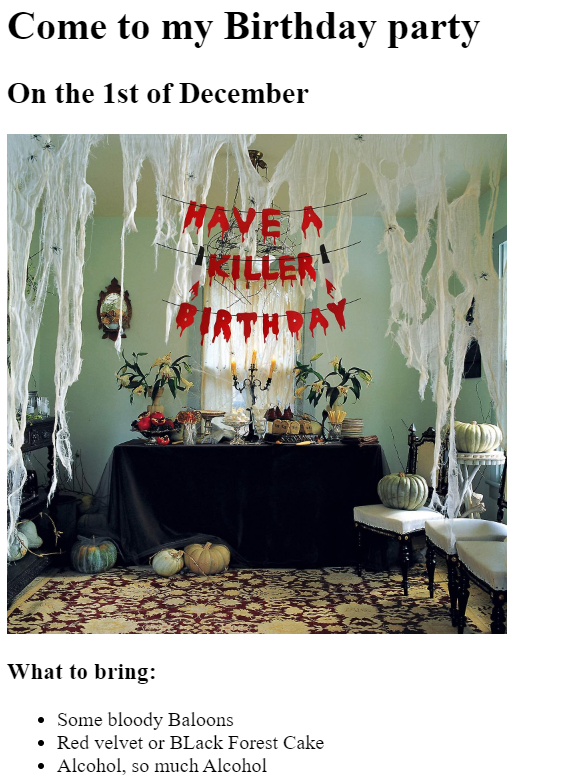 Come to my Birthday party
On the 1st of December
HAVE A
KILLER
BIRTHDAY
What to bring:
Some bloody Baloons
Red velvet or BLack Forest Cake
Alcohol, so much Alcohol